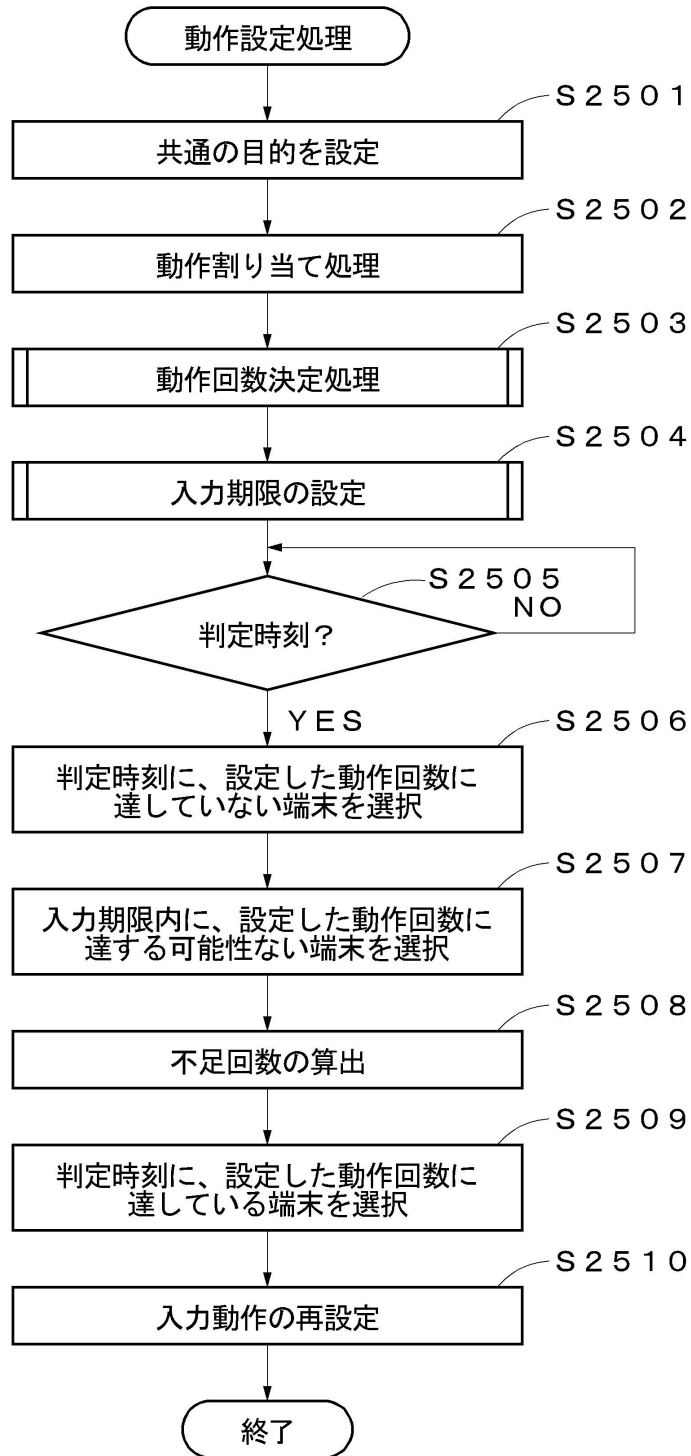 動作設定処理
S2501
共通の目的を設定
S2502
動作割り当て処理
S2503
動作回数決定処理
S2504
入力期限の設定
S2505
NO
判定時刻?
YES
S2506
判定時刻に、設定した動作回数に
達していない端末を選択
S2507
入力期限内に、設定した動作回数に
達する可能性ない端末を選択
S2508
不足回数の算出
S2509
判定時刻に、設定した動作回数に
達している端末を選択
S2510
入力動作の再設定
終了